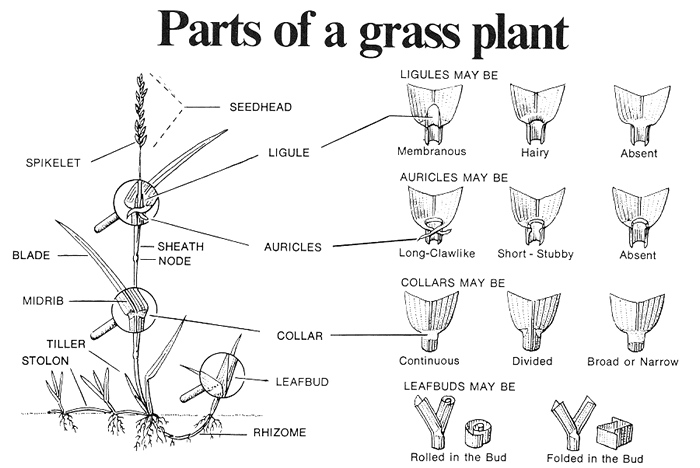 Parts of a grass plant
SEEDHEAD
SPIKELET
LIGULE
BLADE
AURICLES
SHEATH
NODE
MIDRIB
COLLAR
TILLER
STOLON
LEAFBUD
RHIZOME
LIGULES MAY BE
Membranous
Hairy
Absent
AURICLES MAY BE
Long-Clawlike
Short - Stubby
Absent
COLLARS MAY BE
Continuous
Divided
Broad or Narrow
LEAFBUDS MAY BE
Rolled in the Bud
Folded in the Bud